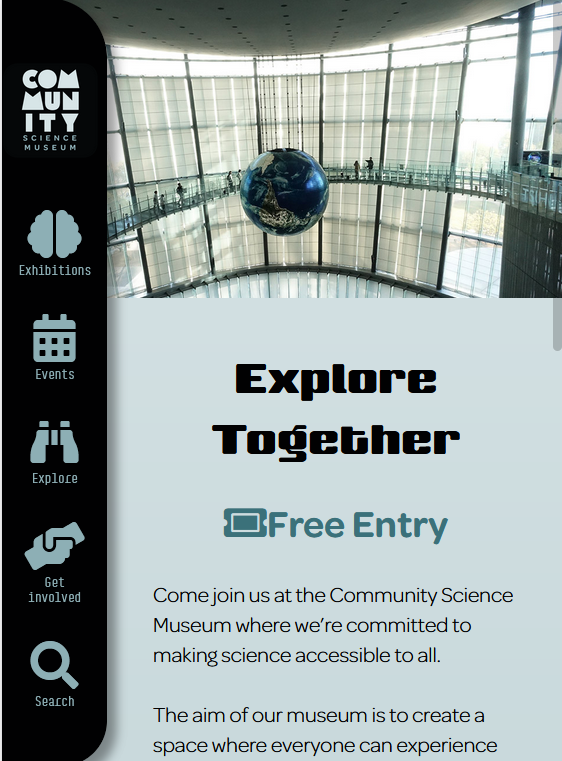 COM
MUN
ITY
SCIENCE
MUSEUM
Exhibitions
Events
Explore
Get
involved
Search
Explore
Together
Free Entry
Come join us at the Community Science
Museum where we’re committed to
making science accessible to all.
The aim of our museum is to create a
space where everyone can experience